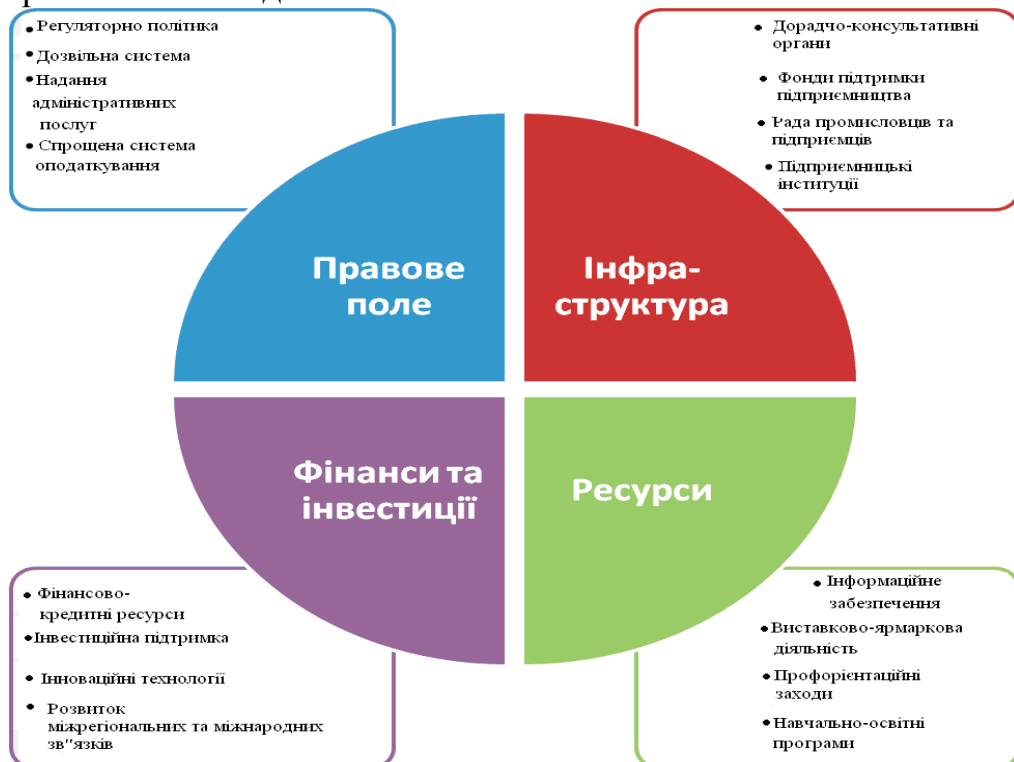 • Регуляторно політика
• Дозвільна система
• Надання
адміністративних
послуг
• Спрощена система
оподаткування
• Дорадчо-консультативні
органи
• Фонди підтримки
підприємництва
• Рада промисловців та
підприємців
• Підприємницькі
інституції
Правове
поле
Інфра-
структура
Фінанси та
інвестиції
Ресурси
• Фінансово-
кредитні ресурси
•Інвестиційна підтримка
• Інноваційні технології
• Розвиток
міжрегіональних та міжнародних
зв"язків
• Інформаційне
забезпечення
• Виставково-ярмаркова
діяльність
• Профорієнтаційні
заходи
• Навчально-освітні
програми